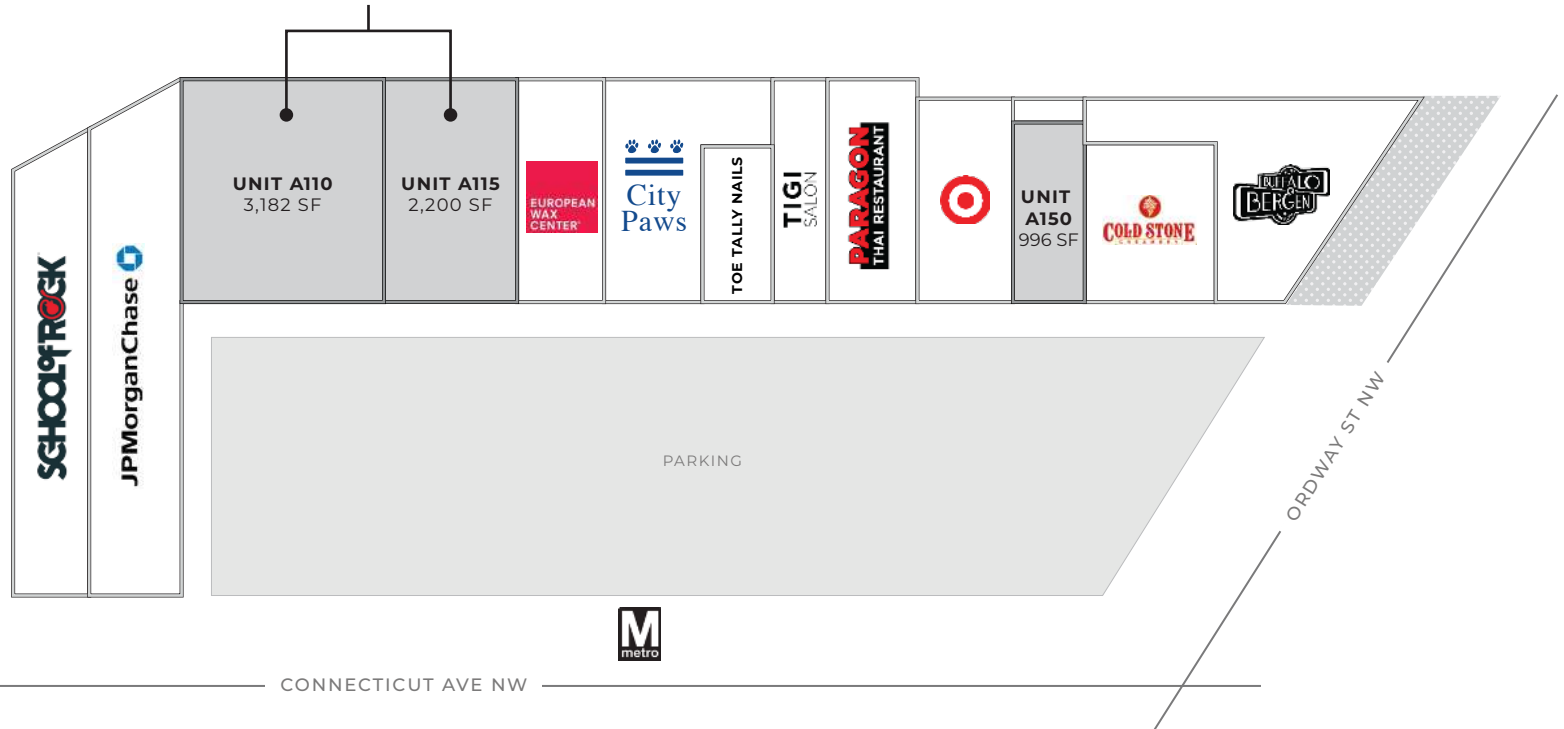 SCHOOL of ROCK
JPMorganChase
UNIT A110
3,182 SF
UNIT A115
2,200 SF
EUROPEAN
WAX
CENTER
City
Paws
TOE TALLY NAILS
TIGI
SALON
PARAGON
THAI RESTAURANT
UNIT
A150
996 SF
COLD STONE
CREAMERY
BUFFALO
&
BERGEN
PARKING
ORDWAY ST NW
M
metro
CONNECTICUT AVE NW